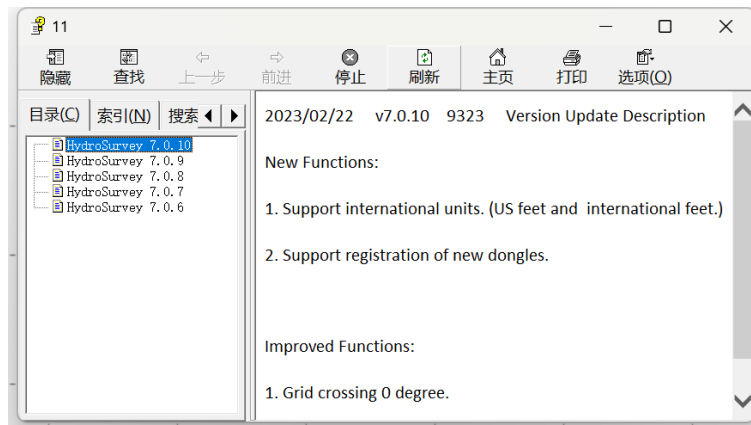 11
隐藏 查找 上一步 前进 停止 刷新 主页 打印 选项(O)
目录(C) 索引(N) 搜索
HydroSurvey 7.0.10
HydroSurvey 7.0.9
HydroSurvey 7.0.8
HydroSurvey 7.0.7
HydroSurvey 7.0.6
2023/02/22 v7.0.10 9323 Version Update Description
New Functions:
1. Support international units. (US feet and international feet.)
2. Support registration of new dongles.
Improved Functions:
1. Grid crossing 0 degree.